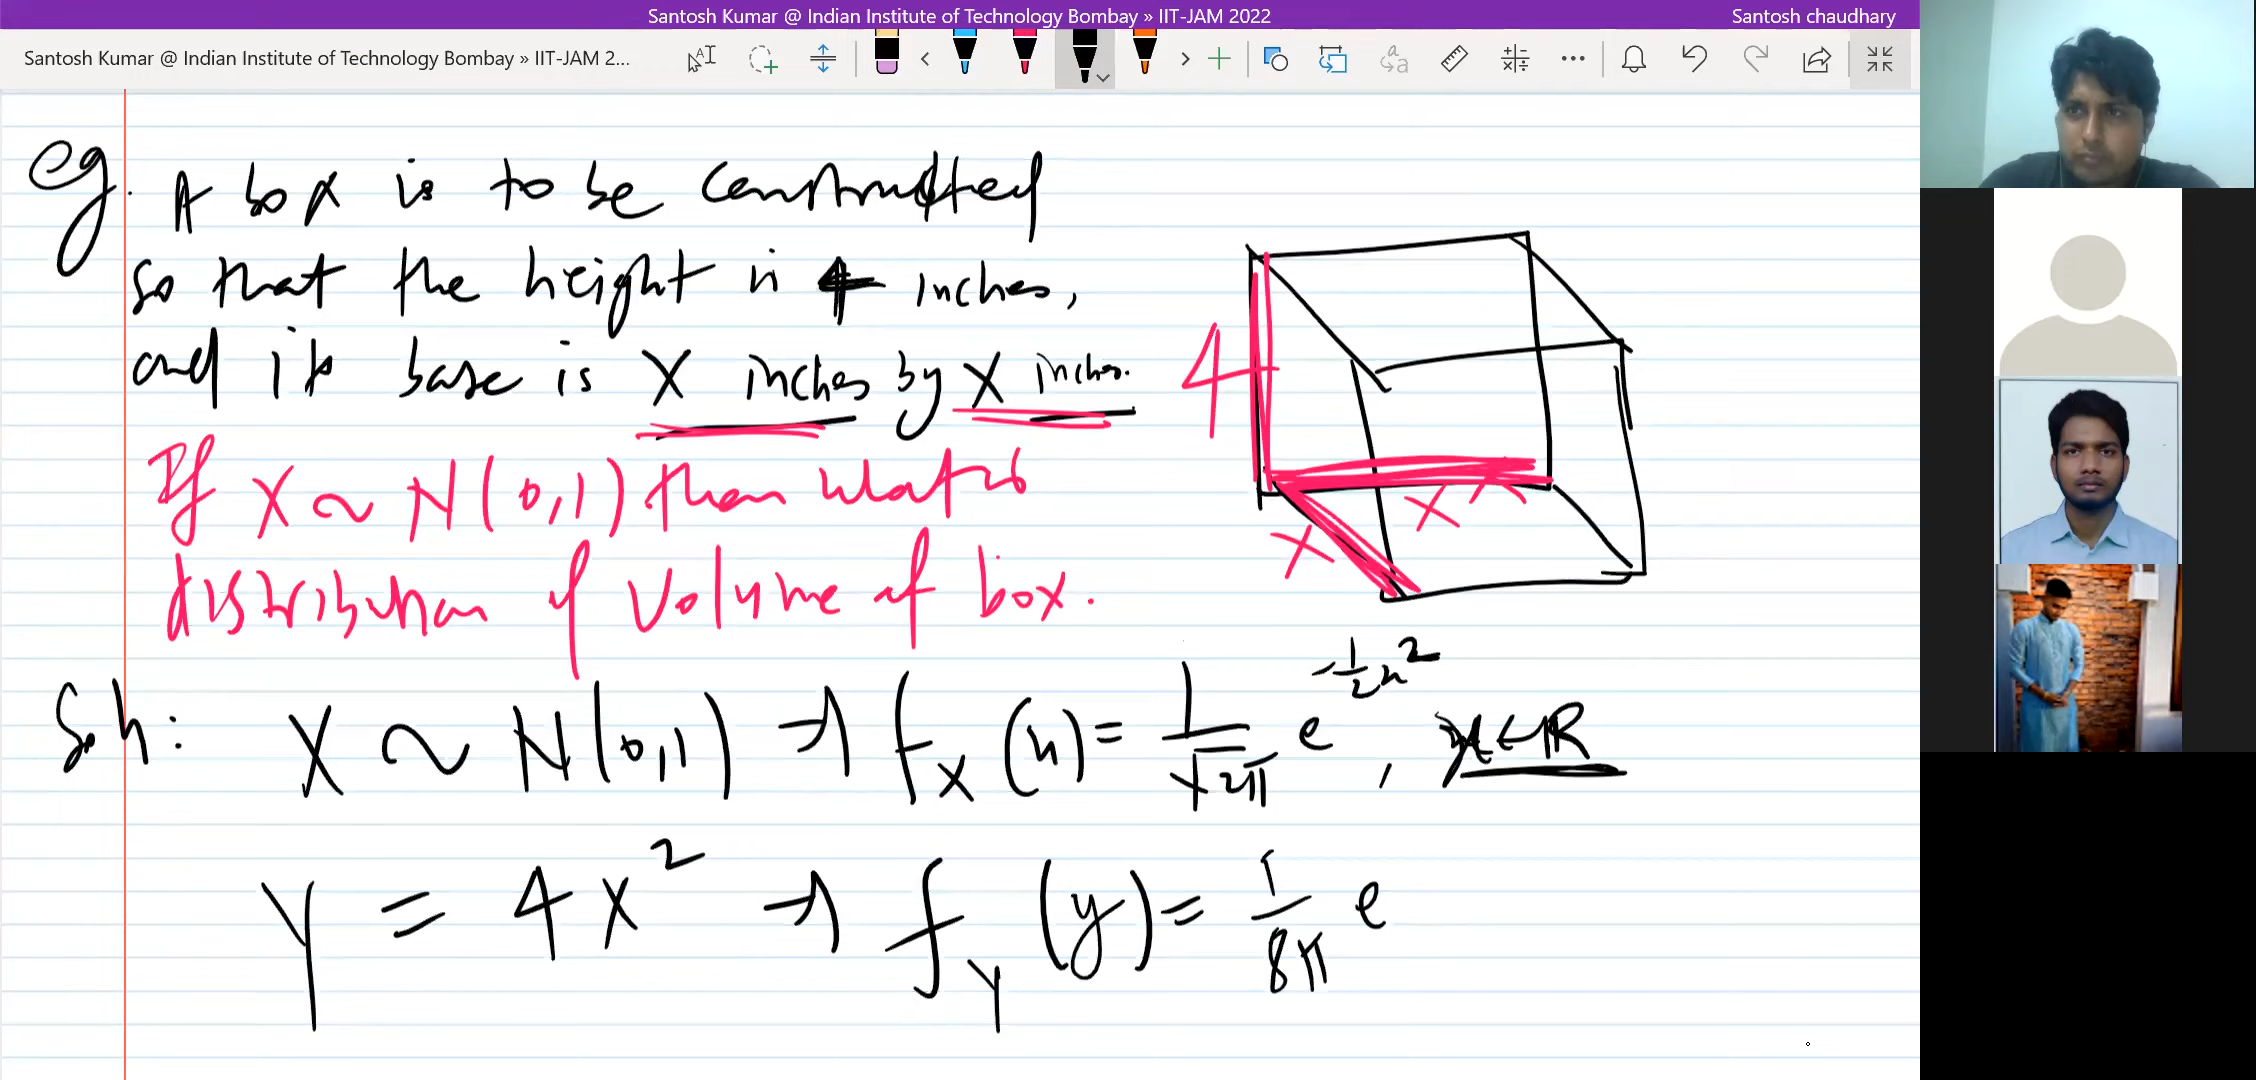 Santosh Kumar @ Indian Institute of Technology Bombay » IIT-JAM 2022
Santosh chaudhary
Santosh Kumar @ Indian Institute of Technology Bombay » IIT-JAM 2...
eg. A box is to be constructed
so that the height is 4 inches,
and its base is X inches by X inches.
If X ~ N(0,1) then what is
distribution of volume of box.
4
X
X
Soln: X ~ N(0,1) → f_X(x) = 1/√2π e^{-1/2 x^2}, x ∈ R
Y = 4X² → f_Y(y) = 1/8π e